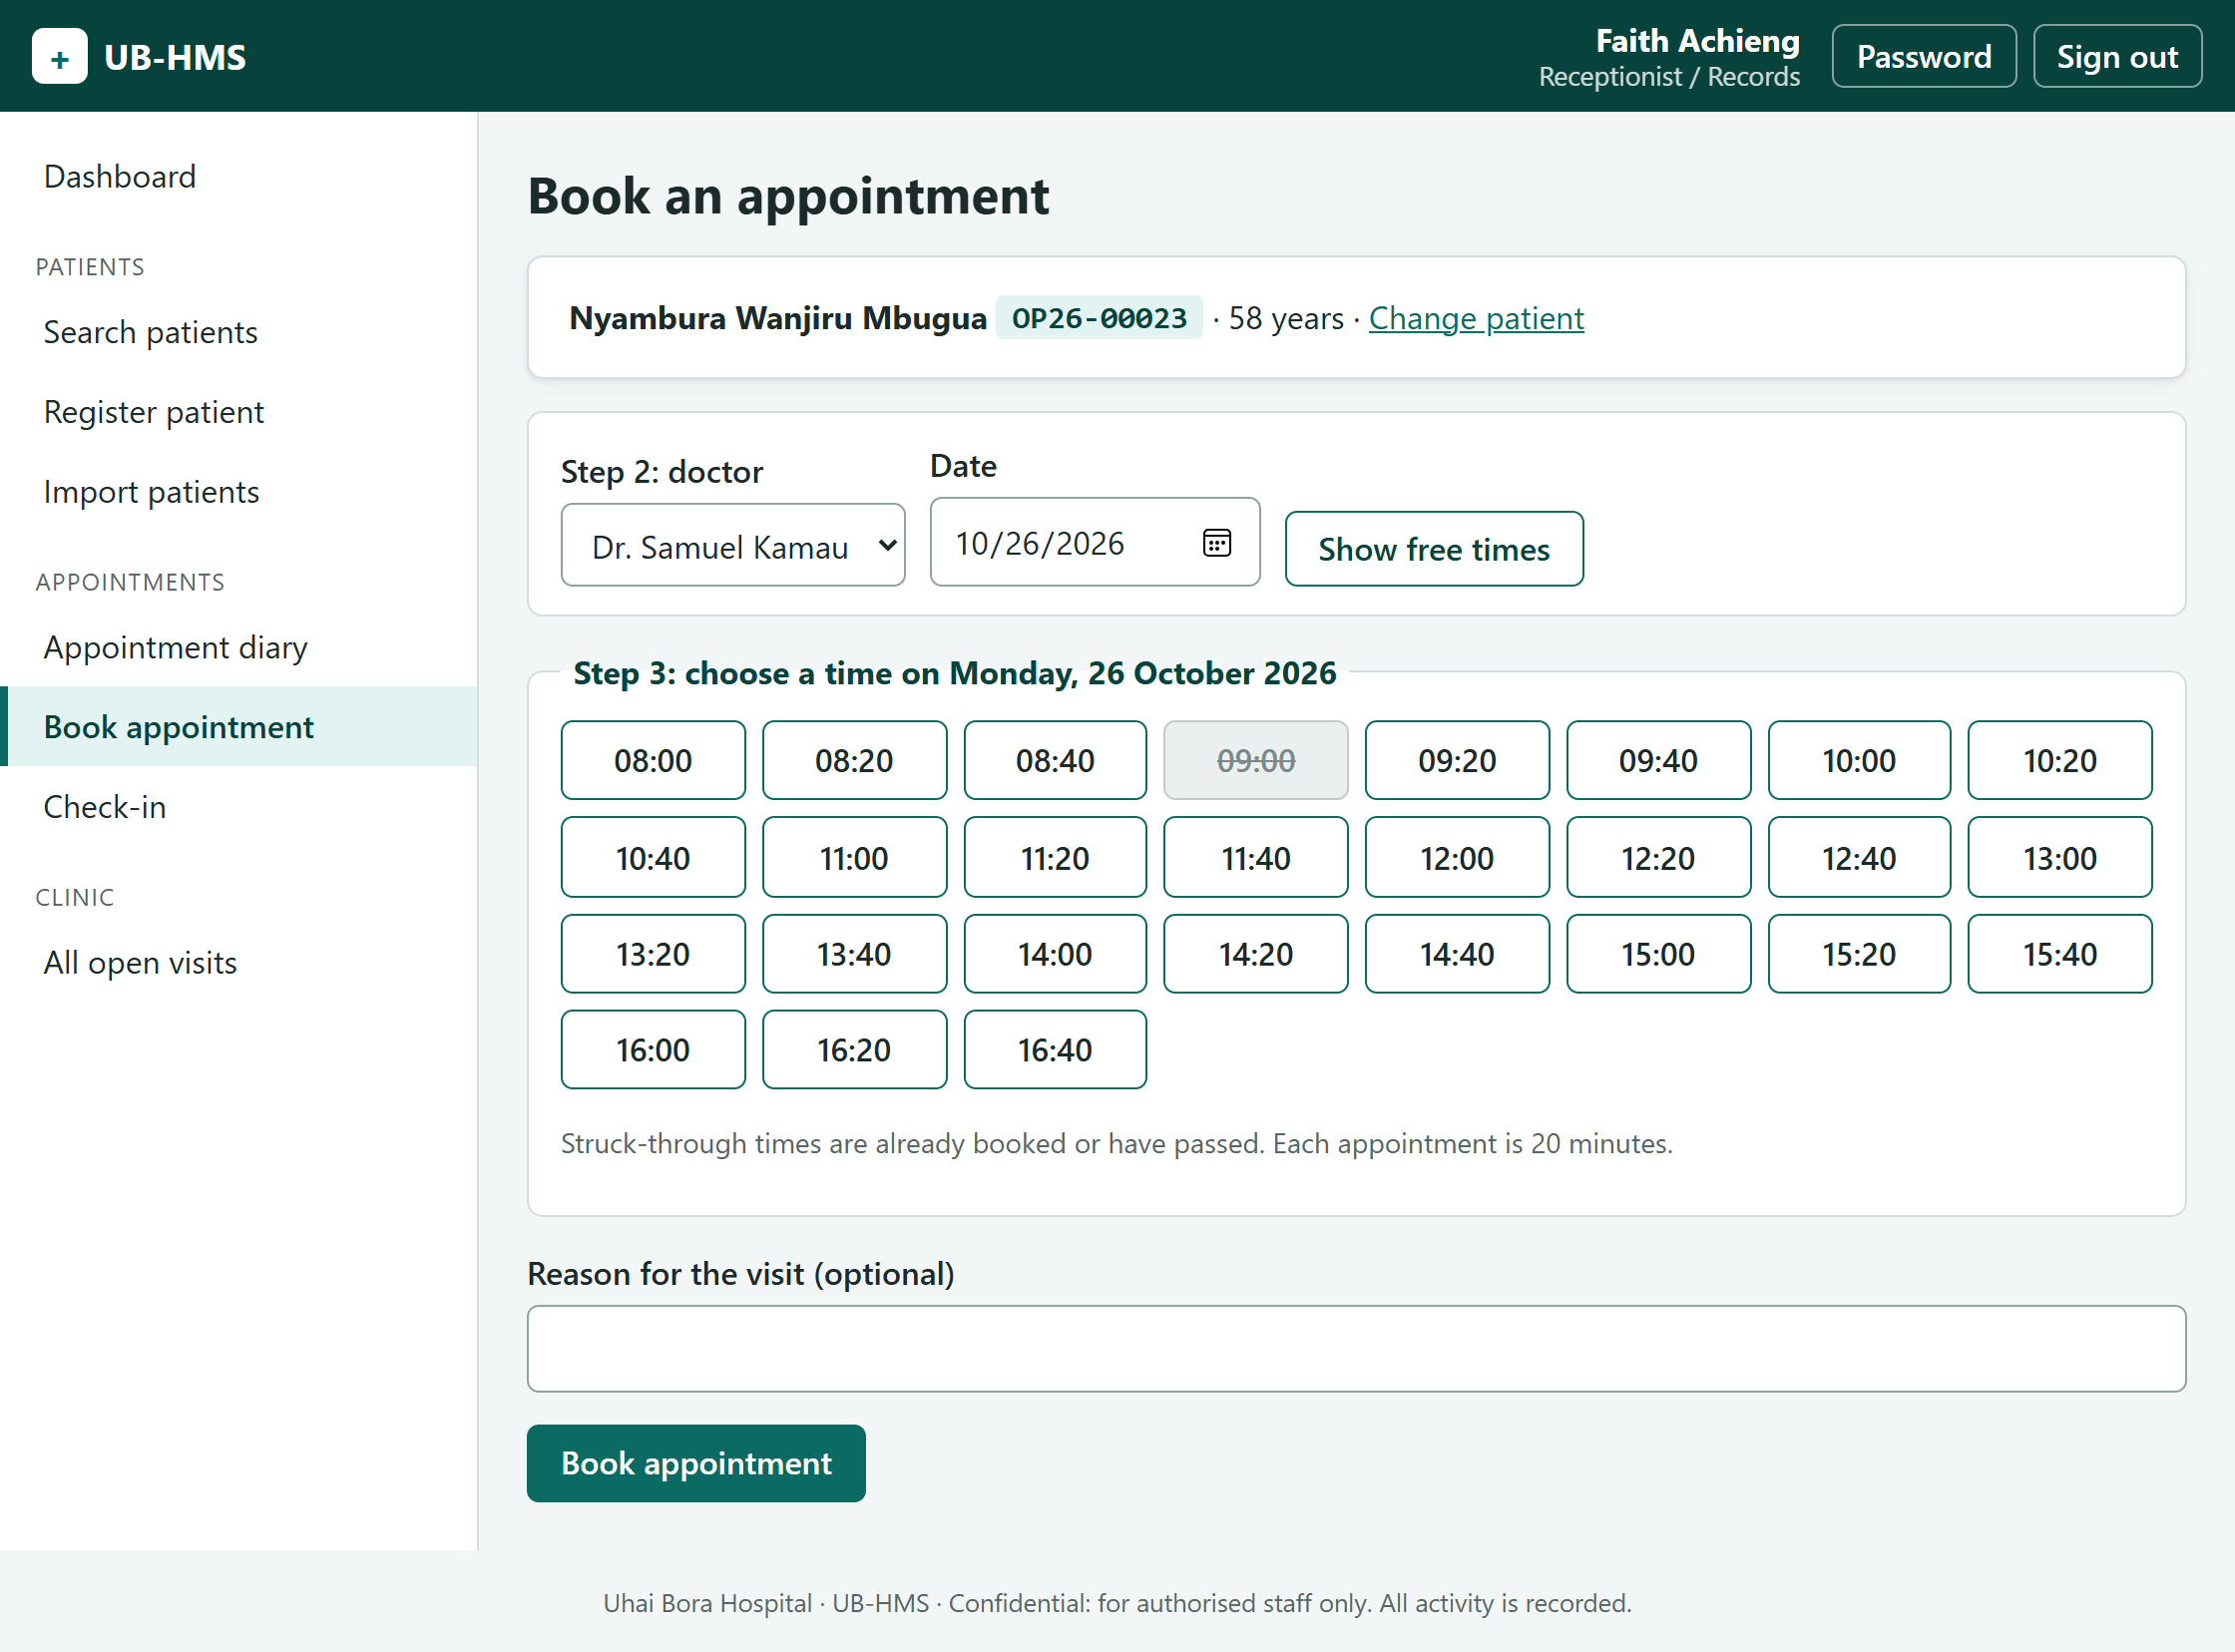 + UB-HMS
Faith Achieng
Receptionist / Records
Password
Sign out
Dashboard
PATIENTS
Search patients
Register patient
Import patients
APPOINTMENTS
Appointment diary
Book appointment
Check-in
CLINIC
All open visits
Book an appointment
Nyambura Wanjiru Mbugua OP26-00023 · 58 years · Change patient
Step 2: doctor
Dr. Samuel Kamau
Date
10/26/2026
Show free times
Step 3: choose a time on Monday, 26 October 2026
08:00 08:20 08:40 09:00 09:20 09:40 10:00 10:20
10:40 11:00 11:20 11:40 12:00 12:20 12:40 13:00
13:20 13:40 14:00 14:20 14:40 15:00 15:20 15:40
16:00 16:20 16:40
Struck-through times are already booked or have passed. Each appointment is 20 minutes.
Reason for the visit (optional)
Book appointment
Uhai Bora Hospital · UB-HMS · Confidential: for authorised staff only. All activity is recorded.